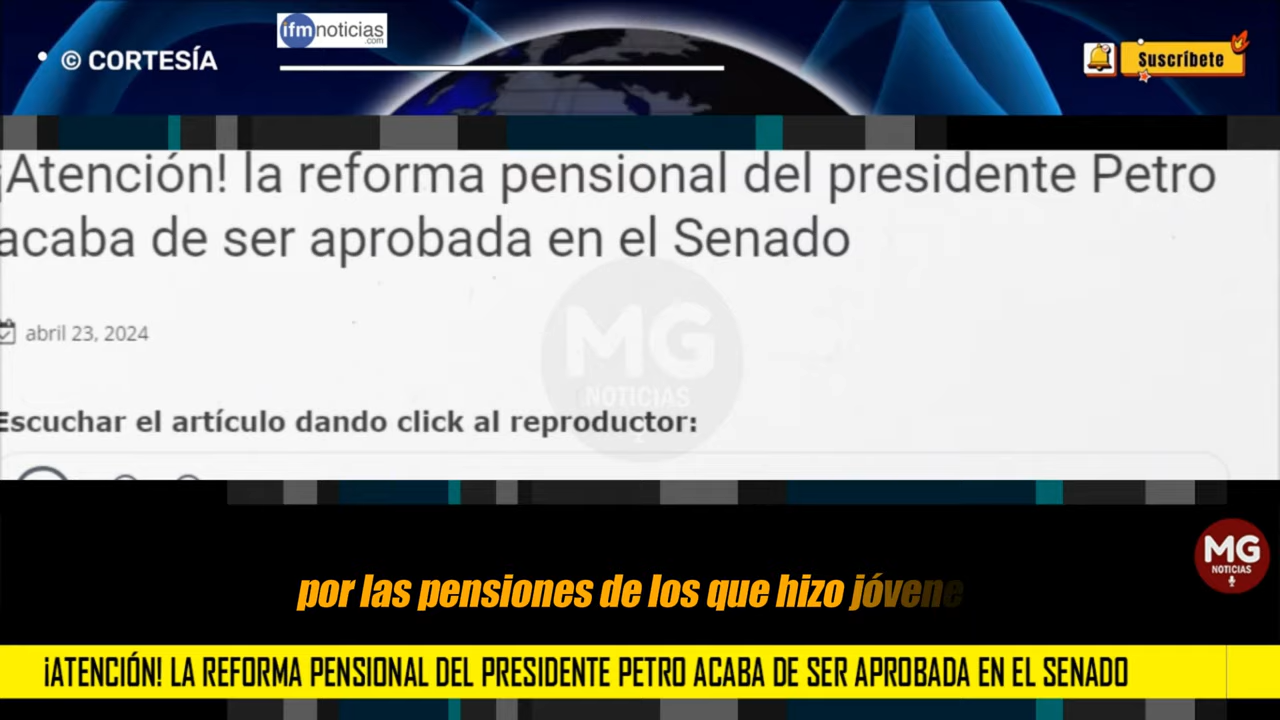 ifmnoticias
.com
© CORTESÍA
Suscríbete
¡Atención! la reforma pensional del presidente Petro
acaba de ser aprobada en el Senado
abril 23, 2024
MG
NOTICIAS
Escuchar el artículo dando click al reproductor:
MG
NOTICIAS
por las pensiones de los que hizo jóvene
¡ATENCIÓN! LA REFORMA PENSIONAL DEL PRESIDENTE PETRO ACABA DE SER APROBADA EN EL SENADO